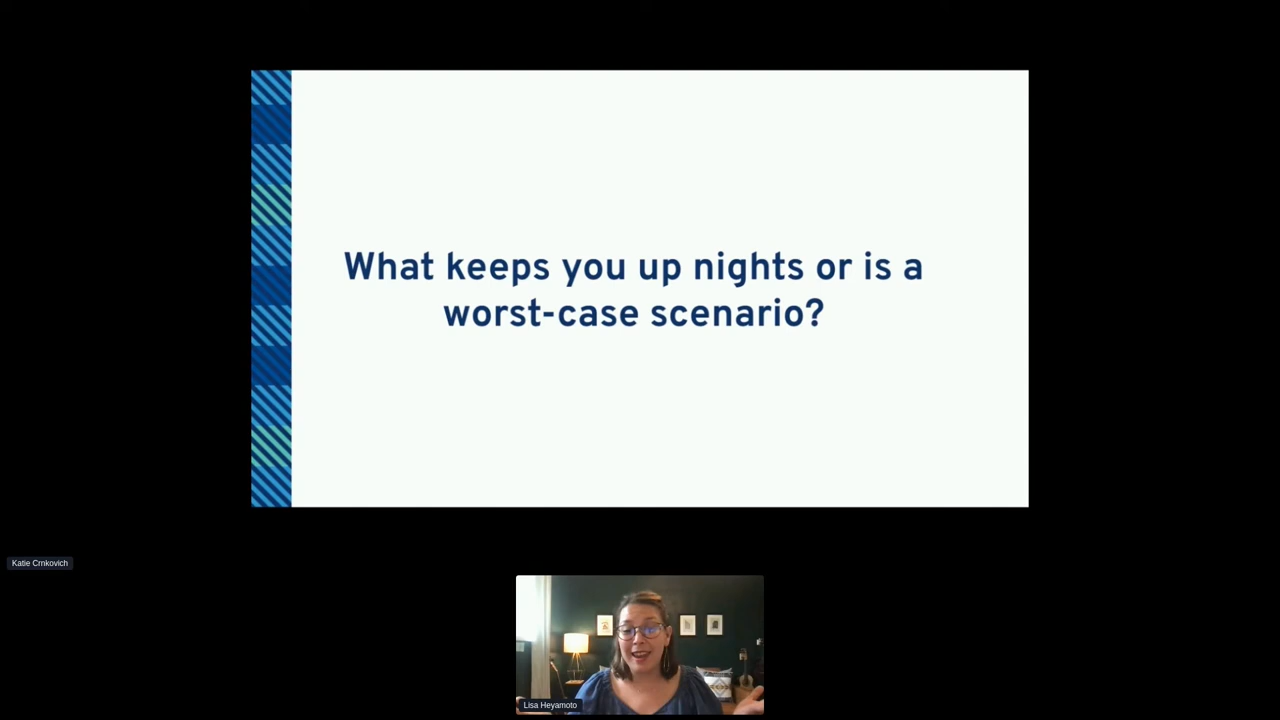 What keeps you up nights or is a
worst-case scenario?
Katie Crnkovich
Lisa Heyamoto